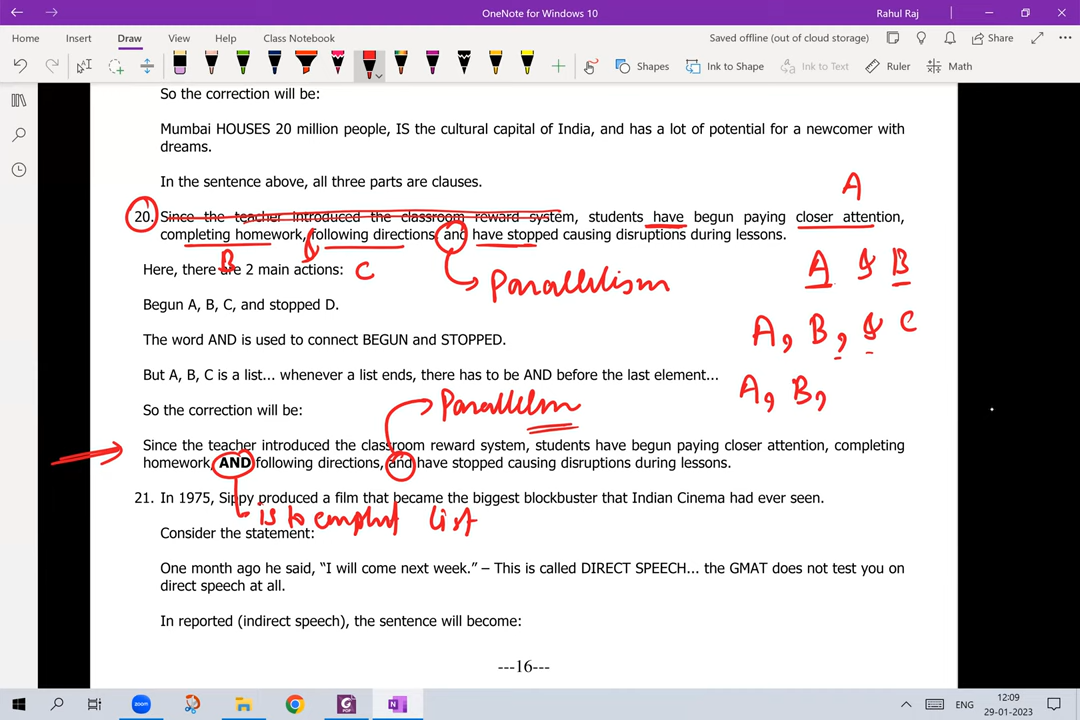 OneNote for Windows 10
Rahul Raj
Home Insert Draw View Help Class Notebook
Saved offline (out of cloud storage)
Share
Shapes
Ink to Shape
Ink to Text
Ruler
Math
So the correction will be:
Mumbai HOUSES 20 million people, IS the cultural capital of India, and has a lot of potential for a newcomer with
dreams.
In the sentence above, all three parts are clauses.
A
20. Since the teacher introduced the classroom reward system, students have begun paying closer attention,
completing homework, following directions, and have stopped causing disruptions during lessons.
B & C
A & B
Here, there are 2 main actions:
Parallelism
Begun A, B, C, and stopped D.
A, B, & C
The word AND is used to connect BEGUN and STOPPED.
But A, B, C is a list... whenever a list ends, there has to be AND before the last element...
A, B,
So the correction will be:
Parallelsm
Since the teacher introduced the classroom reward system, students have begun paying closer attention, completing
homework, AND following directions, and have stopped causing disruptions during lessons.
21. In 1975, Sippy produced a film that became the biggest blockbuster that Indian Cinema had ever seen.
is to list
Consider the statement:
One month ago he said, “I will come next week.” – This is called DIRECT SPEECH... the GMAT does not test you on
direct speech at all.
In reported (indirect speech), the sentence will become:
---16---
zoom
ENG
12:09
29-01-2023